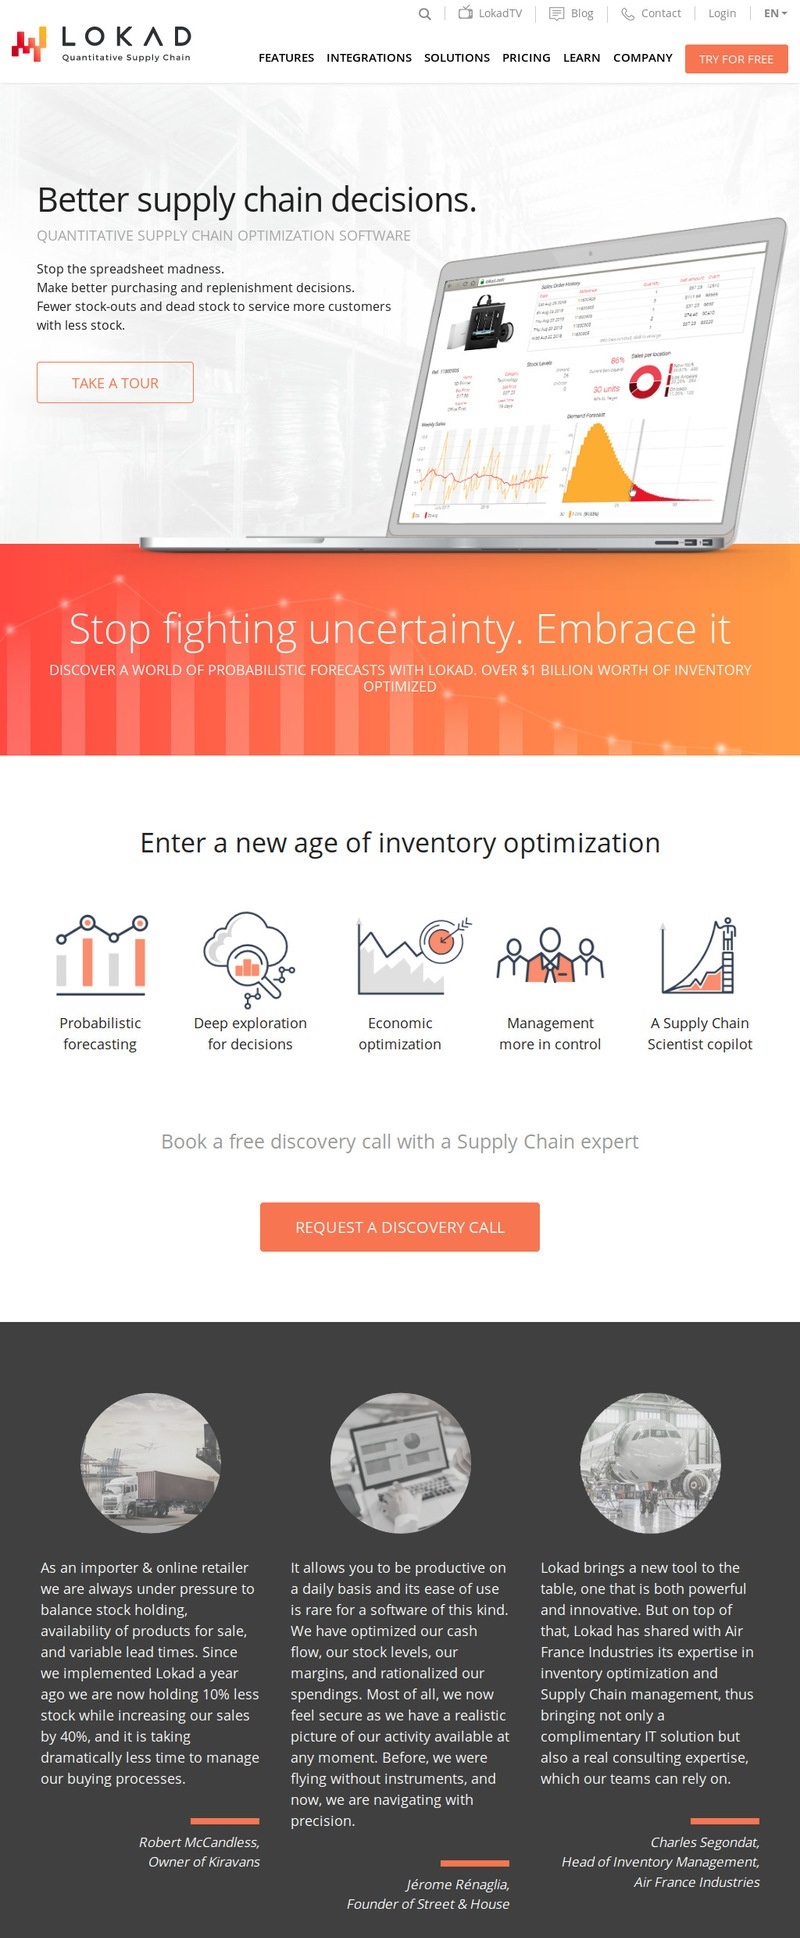 LokadTV
Blog
Contact
Login
EN
LOKAD
Quantitative Supply Chain
FEATURES
INTEGRATIONS
SOLUTIONS
PRICING
LEARN
COMPANY
TRY FOR FREE
Better supply chain decisions.
QUANTITATIVE SUPPLY CHAIN OPTIMIZATION SOFTWARE
Stop the spreadsheet madness.
Make better purchasing and replenishment decisions.
Fewer stock-outs and dead stock to service more customers
with less stock.
TAKE A TOUR
Sales Order History
Stock Levels
86%
Sales per location
30 units
Weekly Sales
Demand Forecast
Stop fighting uncertainty. Embrace it
DISCOVER A WORLD OF PROBABILISTIC FORECASTS WITH LOKAD. OVER $1 BILLION WORTH OF INVENTORY
OPTIMIZED
Enter a new age of inventory optimization
Probabilistic
forecasting
Deep exploration
for decisions
Economic
optimization
Management
more in control
A Supply Chain
Scientist copilot
Book a free discovery call with a Supply Chain expert
REQUEST A DISCOVERY CALL
As an importer & online retailer
we are always under pressure to
balance stock holding,
availability of products for sale,
and variable lead times. Since
we implemented Lokad a year
ago we are now holding 10% less
stock while increasing our sales
by 40%, and it is taking
dramatically less time to manage
our buying processes.
Robert McCandless,
Owner of Kiravans
It allows you to be productive on
a daily basis and its ease of use
is rare for a software of this kind.
We have optimized our cash
flow, our stock levels, our
margins, and rationalized our
spendings. Most of all, we now
feel secure as we have a realistic
picture of our activity available at
any moment. Before, we were
flying without instruments, and
now, we are navigating with
precision.
Jérome Rénaglia,
Founder of Street & House
Lokad brings a new tool to the
table, one that is both powerful
and innovative. But on top of
that, Lokad has shared with Air
France Industries its expertise in
inventory optimization and
Supply Chain management, thus
bringing not only a
complimentary IT solution but
also a real consulting expertise,
which our teams can rely on.
Charles Segondat,
Head of Inventory Management,
Air France Industries